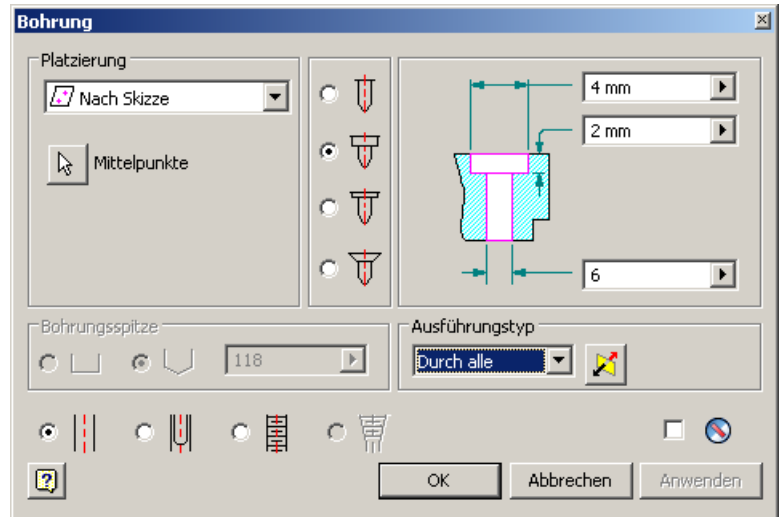 Bohrung
Platzierung
Nach Skizze
Mittelpunkte
4 mm
2 mm
6
Bohrungsspitze
118
Ausführungstyp
Durch alle
OK
Abbrechen
Anwenden